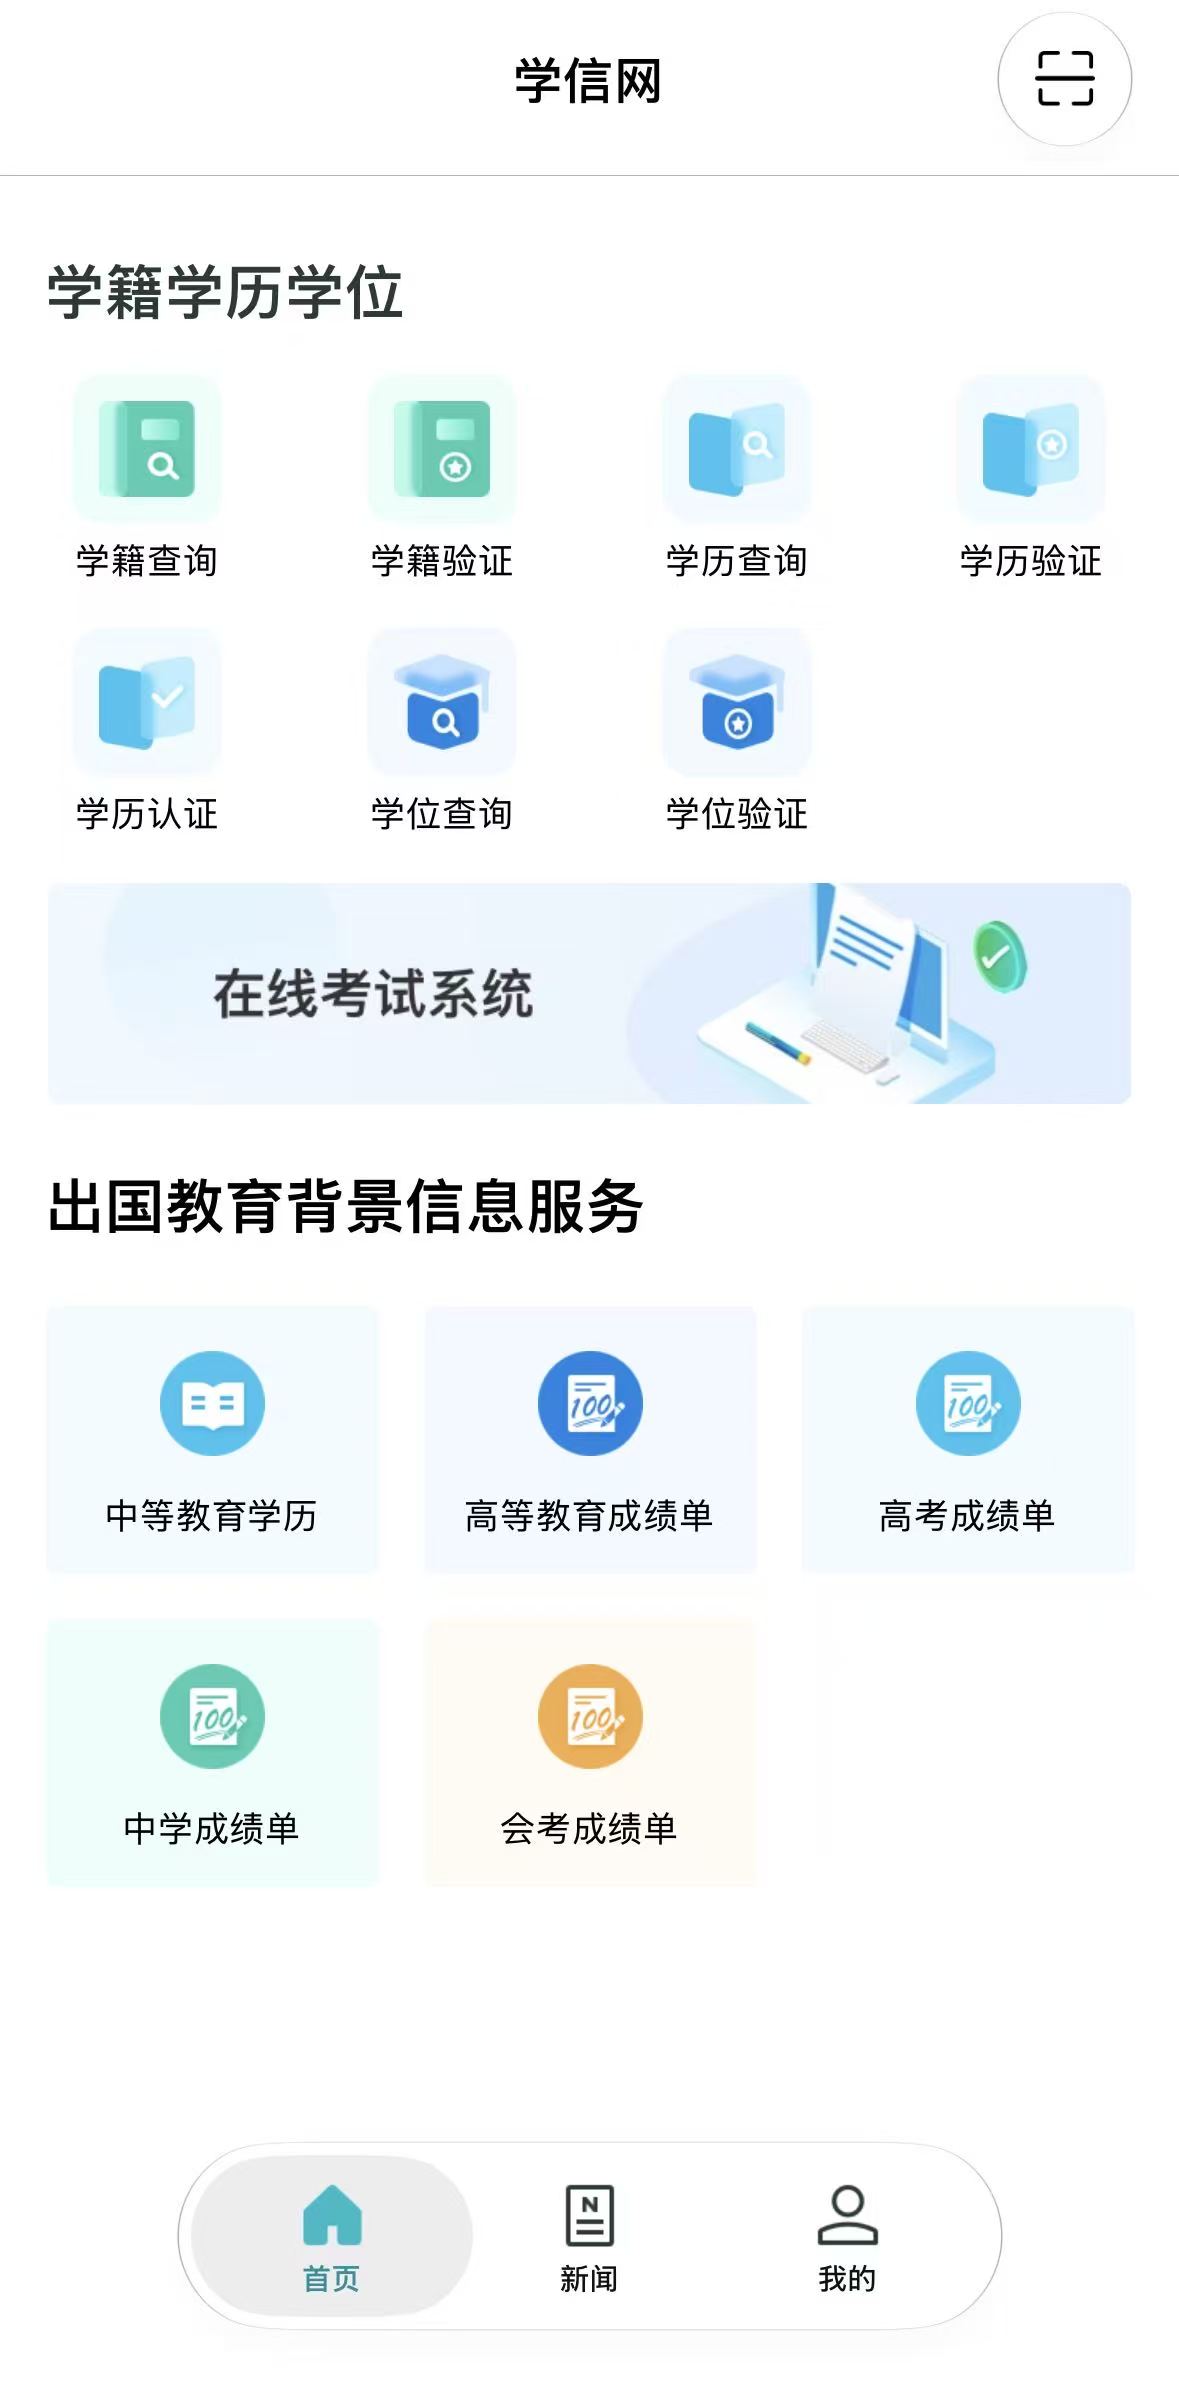 学信网
学籍学历学位
学籍查询 学籍验证 学历查询 学历验证
学历认证 学位查询 学位验证
在线考试系统
出国教育背景信息服务
100 100
中等教育学历 高等教育成绩单 高考成绩单
100 100
中学成绩单 会考成绩单
N
首页 新闻 我的